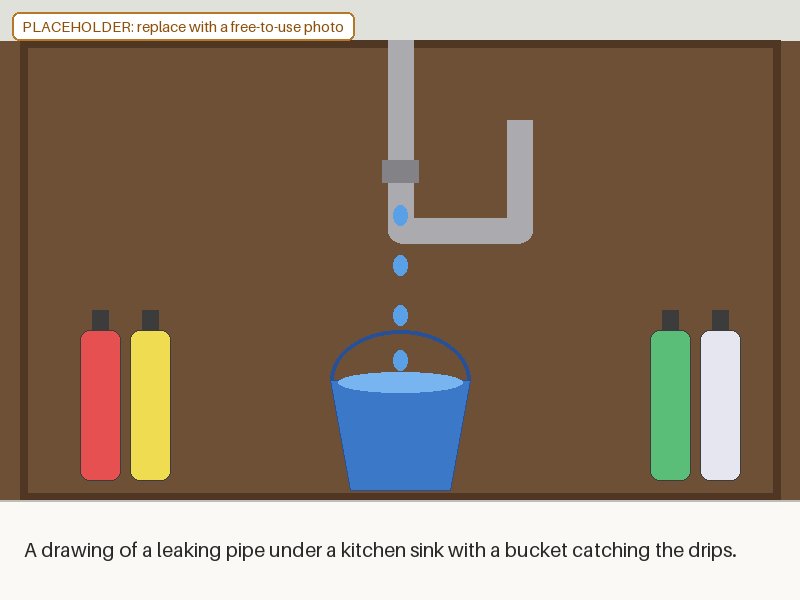 PLACEHOLDER: replace with a free-to-use photo
A drawing of a leaking pipe under a kitchen sink with a bucket catching the drips.